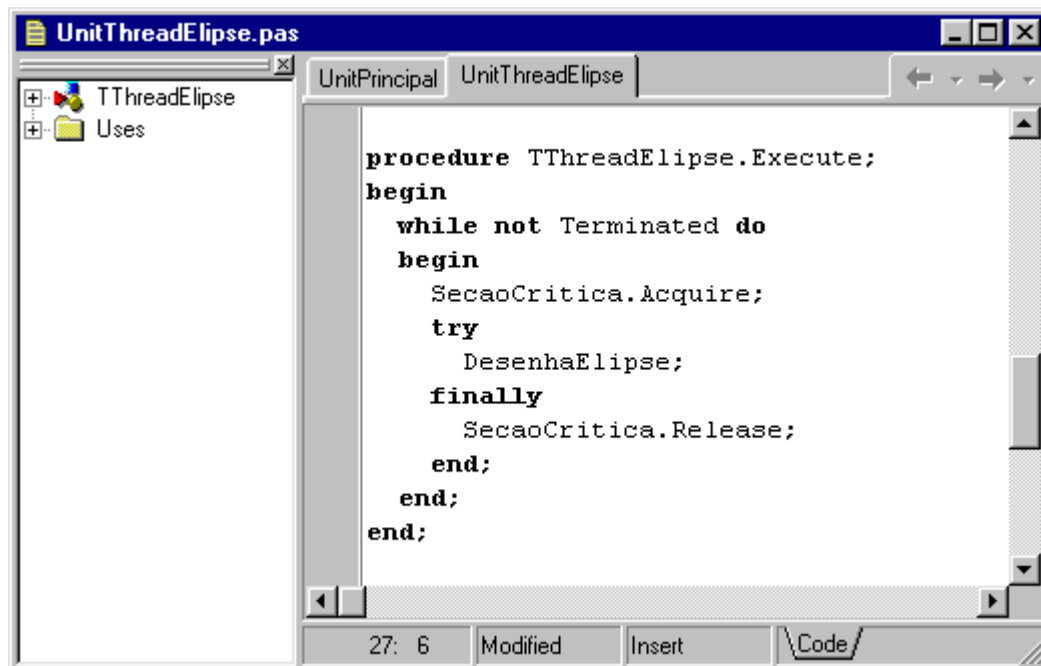 UnitThreadElipse.pas
TThreadElipse
Uses
UnitPrincipal UnitThreadElipse
procedure TThreadElipse.Execute;
begin
while not Terminated do
begin
SecaoCritica.Acquire;
try
DesenhaElipse;
finally
SecaoCritica.Release;
end;
end;
end;
27: 6 Modified Insert \Code/